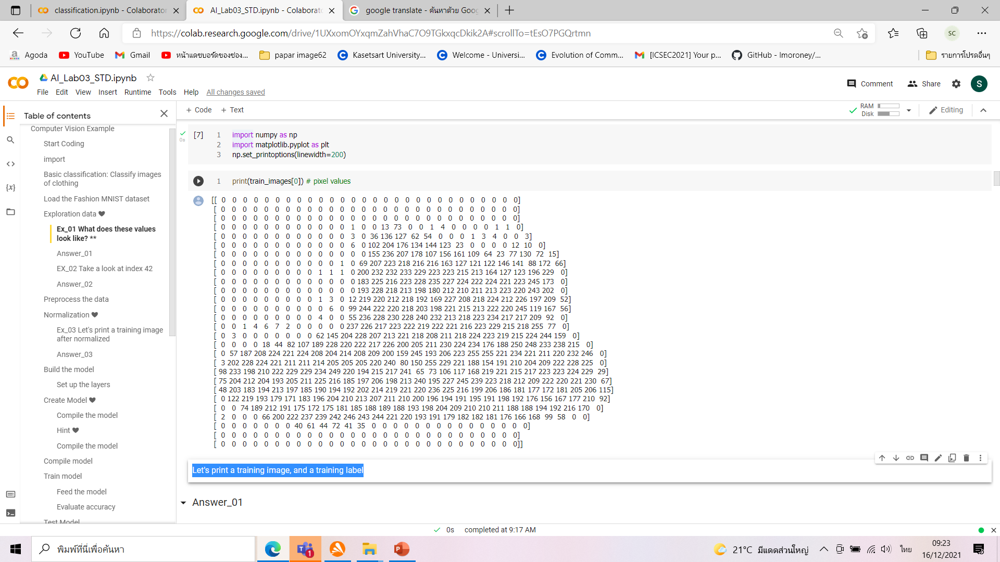 classification.ipynb - Colaborator
AI_Lab03_STD.ipynb - Colaborato
google translate - ค้นหาด้วย Goog
https://colab.research.google.com/drive/1UXxomOYxqmZahVhaC7O9TGkxqcDkik2A#scrollTo=tEsO7PGQrtmn
SC
Agoda
YouTube
Gmail
หน้าแดชบอร์ดของช่อง...
papar image62
Kasetsart University...
Welcome - Universi...
Evolution of Comm...
[ICSEC2021] Your p...
GitHub - lmoroney/...
รายการโปรดอื่นๆ
AI_Lab03_STD.ipynb
File Edit View Insert Runtime Tools Help All changes saved
Comment Share S
Table of contents
+ Code + Text
RAM
Disk
Editing
Computer Vision Example
Start Coding
import
Basic classification: Classify images
of clothing
Load the Fashion MNIST dataset
Exploration data ♥
Ex_01 What does these values
look like? **
Answer_01
EX_02 Take a look at index 42
Answer_02
Preprocess the data
Normalization ♥
Ex_03 Let's print a training image
after normalized
Answer_03
Build the model
Set up the layers
Create Model ♥
Compile the model
Hint ♥
Compile the model
Compile model
Train model
Feed the model
Evaluate accuracy
Test Model
0s
[7]
1 import numpy as np
2 import matplotlib.pyplot as plt
3 np.set_printoptions(linewidth=200)
1 print(train_images[0]) # pixel values
[[ 0 0 0 0 0 0 0 0 0 0 0 0 0 0 0 0 0 0 0 0 0 0 0 0 0 0 0 0]
[ 0 0 0 0 0 0 0 0 0 0 0 0 0 0 0 0 0 0 0 0 0 0 0 0 0 0 0 0]
[ 0 0 0 0 0 0 0 0 0 0 0 0 0 0 0 0 0 0 0 0 0 0 0 0 0 0 0 0]
[ 0 0 0 0 0 0 0 0 0 0 0 0 1 0 0 13 73 0 0 1 4 0 0 0 0 1 1 0]
[ 0 0 0 0 0 0 0 0 0 0 0 0 3 0 36 136 127 62 54 0 0 0 1 3 4 0 0 3]
[ 0 0 0 0 0 0 0 0 0 0 0 0 6 0 102 204 176 134 144 123 23 0 0 0 0 12 10 0]
[ 0 0 0 0 0 0 0 0 0 0 0 0 0 0 155 236 207 178 107 156 161 109 64 23 77 130 72 15]
[ 0 0 0 0 0 0 0 0 0 0 0 1 0 69 207 223 218 216 216 163 127 121 122 146 141 88 172 66]
[ 0 0 0 0 0 0 0 0 0 1 1 1 0 200 232 232 233 229 223 223 215 213 164 127 123 196 229 0]
[ 0 0 0 0 0 0 0 0 0 0 0 0 0 183 225 216 223 228 235 227 224 222 224 221 223 245 173 0]
[ 0 0 0 0 0 0 0 0 0 0 0 0 0 193 228 218 213 198 180 212 210 211 213 223 220 243 202 0]
[ 0 0 0 0 0 0 0 0 0 1 3 0 12 219 220 212 218 192 169 227 208 218 224 212 226 197 209 52]
[ 0 0 0 0 0 0 0 0 0 0 6 0 99 244 222 220 218 203 198 221 215 213 222 220 245 119 167 56]
[ 0 0 0 0 0 0 0 0 0 4 0 0 55 236 228 230 228 240 232 213 218 223 234 217 217 209 92 0]
[ 0 0 1 4 6 7 2 0 0 0 0 0 237 226 217 223 222 219 222 221 216 223 229 215 218 255 77 0]
[ 0 3 0 0 0 0 0 0 0 62 145 204 228 207 213 221 218 208 211 218 224 223 219 215 224 244 159 0]
[ 0 0 0 0 18 44 82 107 189 228 220 222 217 226 200 205 211 230 224 234 176 188 250 248 233 238 215 0]
[ 0 57 187 208 224 221 224 208 204 214 208 209 200 159 245 193 206 223 255 255 221 234 221 211 220 232 246 0]
[ 3 202 228 224 221 211 211 214 205 205 205 220 240 80 150 255 229 221 188 154 191 210 204 209 222 228 225 0]
[ 98 233 198 210 222 229 229 234 249 220 194 215 217 241 65 73 106 117 168 219 221 215 217 223 223 224 229 29]
[ 75 204 212 204 193 205 211 225 216 185 197 206 198 213 240 195 227 245 239 223 218 212 209 222 220 221 230 67]
[ 48 203 183 194 213 197 185 190 194 192 202 214 219 221 220 236 225 216 199 206 186 181 177 172 181 205 206 115]
[ 0 122 219 193 179 171 183 196 204 210 213 207 211 210 200 196 194 191 195 191 198 192 176 156 167 177 210 92]
[ 0 0 74 189 212 191 175 172 175 181 185 188 189 188 193 198 204 209 210 210 211 188 188 194 192 216 170 0]
[ 2 0 0 0 66 200 222 237 239 242 246 243 244 221 220 193 191 179 182 182 181 176 166 168 99 58 0 0]
[ 0 0 0 0 0 0 0 40 61 44 72 41 35 0 0 0 0 0 0 0 0 0 0 0 0 0 0 0]
[ 0 0 0 0 0 0 0 0 0 0 0 0 0 0 0 0 0 0 0 0 0 0 0 0 0 0 0 0]
[ 0 0 0 0 0 0 0 0 0 0 0 0 0 0 0 0 0 0 0 0 0 0 0 0 0 0 0 0]]
Let's print a training image, and a training label
Answer_01
0s completed at 9:17 AM
พิมพ์ที่นี่เพื่อค้นหา
1
21°C มีแดดส่วนใหญ่
ไทย
09:23
16/12/2021